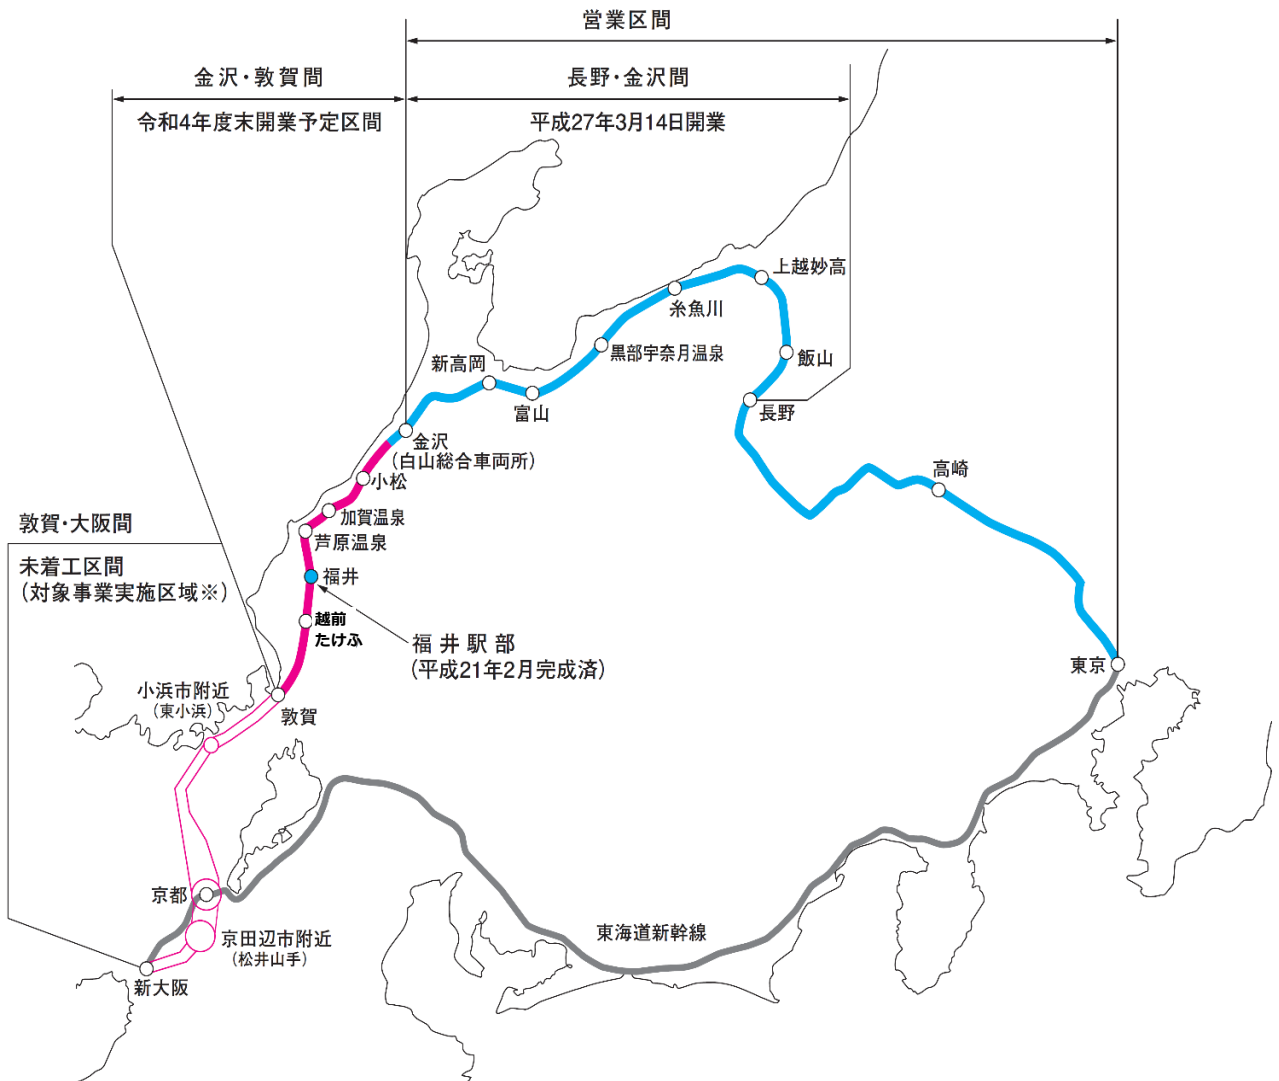 営業区間
金沢・敦賀間
長野・金沢間
令和4年度末開業予定区間
平成27年3月14日開業
上越妙高
糸魚川
黒部宇奈月温泉
飯山
新高岡
富山
長野
金沢
(白山総合車両所)
高崎
小松
加賀温泉
芦原温泉
敦賀・大阪間
未着工区間
(対象事業実施区域※)
福井
越前
たけふ
福井駅部
(平成21年2月完成済)
東京
小浜市附近
(東小浜)
敦賀
京都
京田辺市附近
(松井山手)
東海道新幹線
新大阪